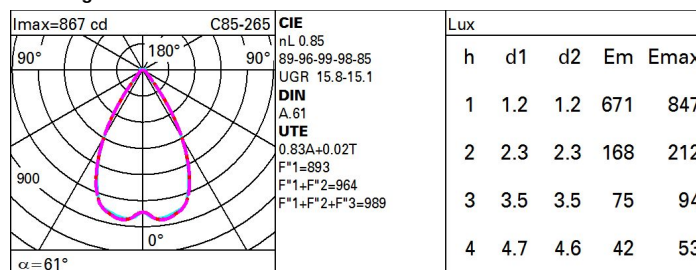 Imax=867 cd C85-265
90° 180° 90°
900
0°
α=61°
CIE
nL 0.85
89-96-99-98-85
UGR 15.8-15.1
DIN
A.61
UTE
0.83A+0.02T
F"1=893
F"1+F"2=964
F"1+F"2+F"3=989
Lux
h d1 d2 Em Emax
1 1.2 1.2 671 847
2 2.3 2.3 168 212
3 3.5 3.5 75 94
4 4.7 4.6 42 53